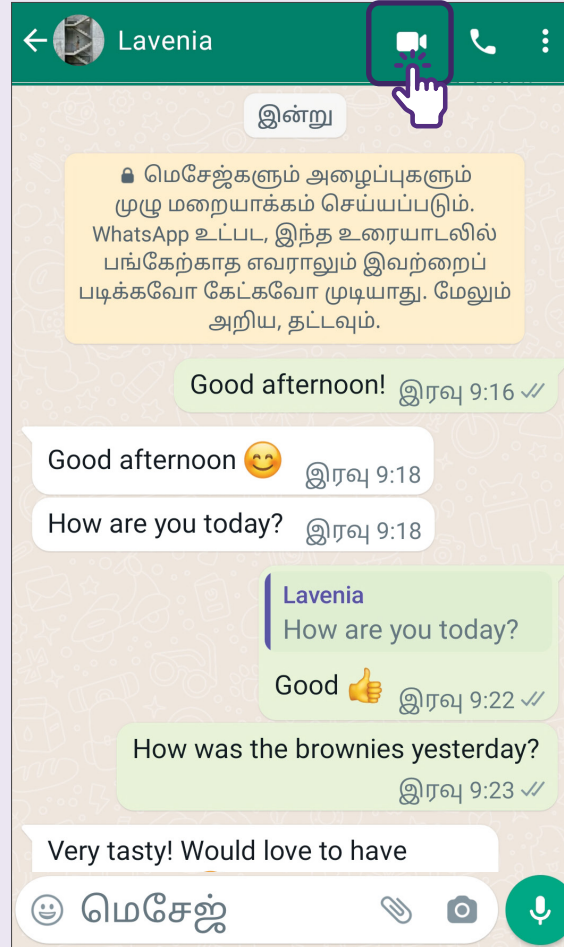 Lavenia
இன்று
மெசேஜ்களும் அழைப்புகளும்
முழு மறையாக்கம் செய்யப்படும்.
WhatsApp உட்பட, இந்த உரையாடலில்
பங்கேற்காத எவராலும் இவற்றைப்
படிக்கவோ கேட்கவோ முடியாது. மேலும்
அறிய, தட்டவும்.
Good afternoon! இரவு 9:16
Good afternoon 😊 இரவு 9:18
How are you today? இரவு 9:18
Lavenia
How are you today?
Good 👍 இரவு 9:22
How was the brownies yesterday?
இரவு 9:23
Very tasty! Would love to have
மெசேஜ்